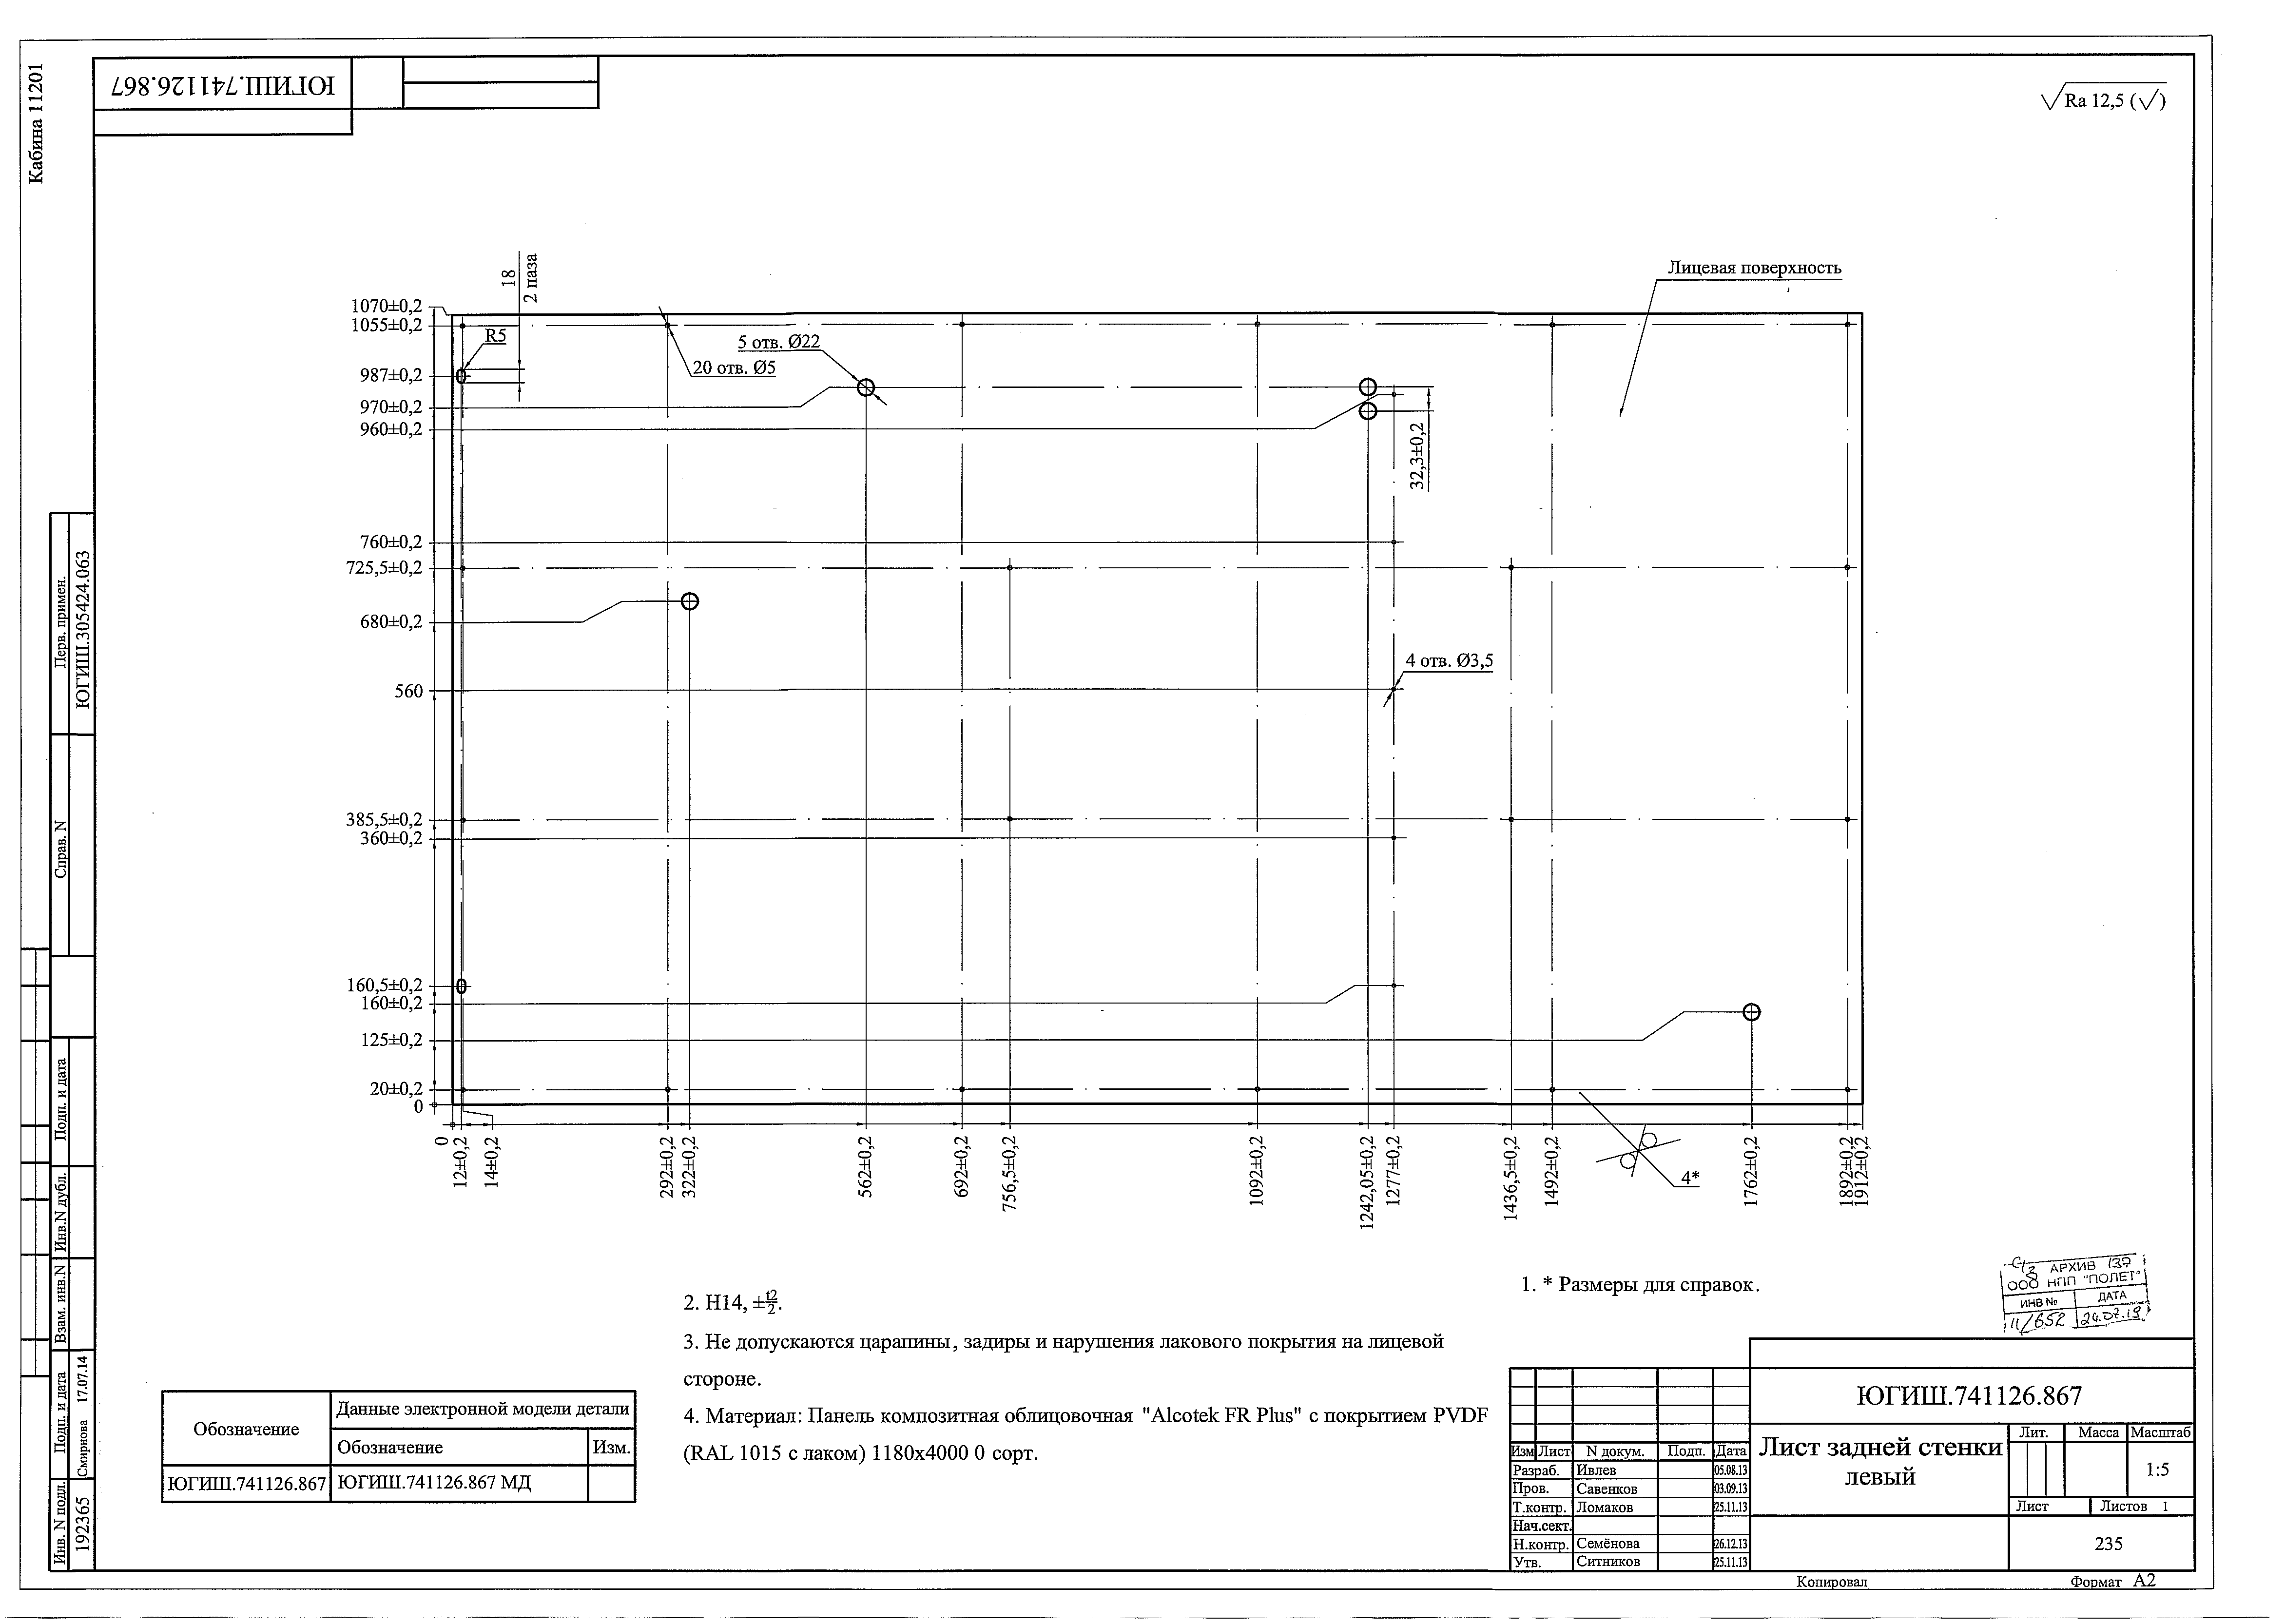 Кабина 11201
ЮГИШ.741126.867
Ra 12,5 ( )
Лицевая поверхность
18
2 паза
1070±0,2
1055±0,2
R5
5 отв. Ø22
20 отв. Ø5
987±0,2
970±0,2
960±0,2
32,3±0,2
760±0,2
725,5±0,2
680±0,2
4 отв. Ø3,5
560
385,5±0,2
360±0,2
160,5±0,2
160±0,2
125±0,2
20±0,2
0
0
12±0,2
14±0,2
292±0,2
322±0,2
562±0,2
692±0,2
756,5±0,2
1092±0,2
1242,05±0,2
1277±0,2
1436,5±0,2
1492±0,2
1762±0,2
1892±0,2
1912±0,2
4*
Перв. примен.
ЮГИШ.305424.063
Справ. N
Подп. и дата
Инв.N дубл.
Взам. инв.N
Подп. и дата
Смирнова 17.07.14
Инв. N подл.
192365
1. * Размеры для справок.
2. H14, ±t2/2.
3. Не допускаются царапины, задиры и нарушения лакового покрытия на лицевой
стороне.
4. Материал: Панель композитная облицовочная "Alcotek FR Plus" с покрытием PVDF
(RAL 1015 с лаком) 1180x4000 0 сорт.
Обозначение
Данные электронной модели детали
Обозначение Изм.
ЮГИШ.741126.867 ЮГИШ.741126.867 МД
АРХИВ 137
ООО НПП "ПОЛЕТ"
ИНВ № ДАТА
11/652 24.07.19
ЮГИШ.741126.867
Изм Лист N докум. Подп. Дата
Разраб. Ивлев 05.08.13
Пров. Савенков 03.09.13
Т.контр. Ломаков 25.11.13
Нач.сект.
Н.контр. Семёнова 26.12.13
Утв. Ситников 25.11.13
Лист задней стенки
левый
Лит. Масса Масштаб
1:5
Лист Листов 1
235
Копировал Формат А2